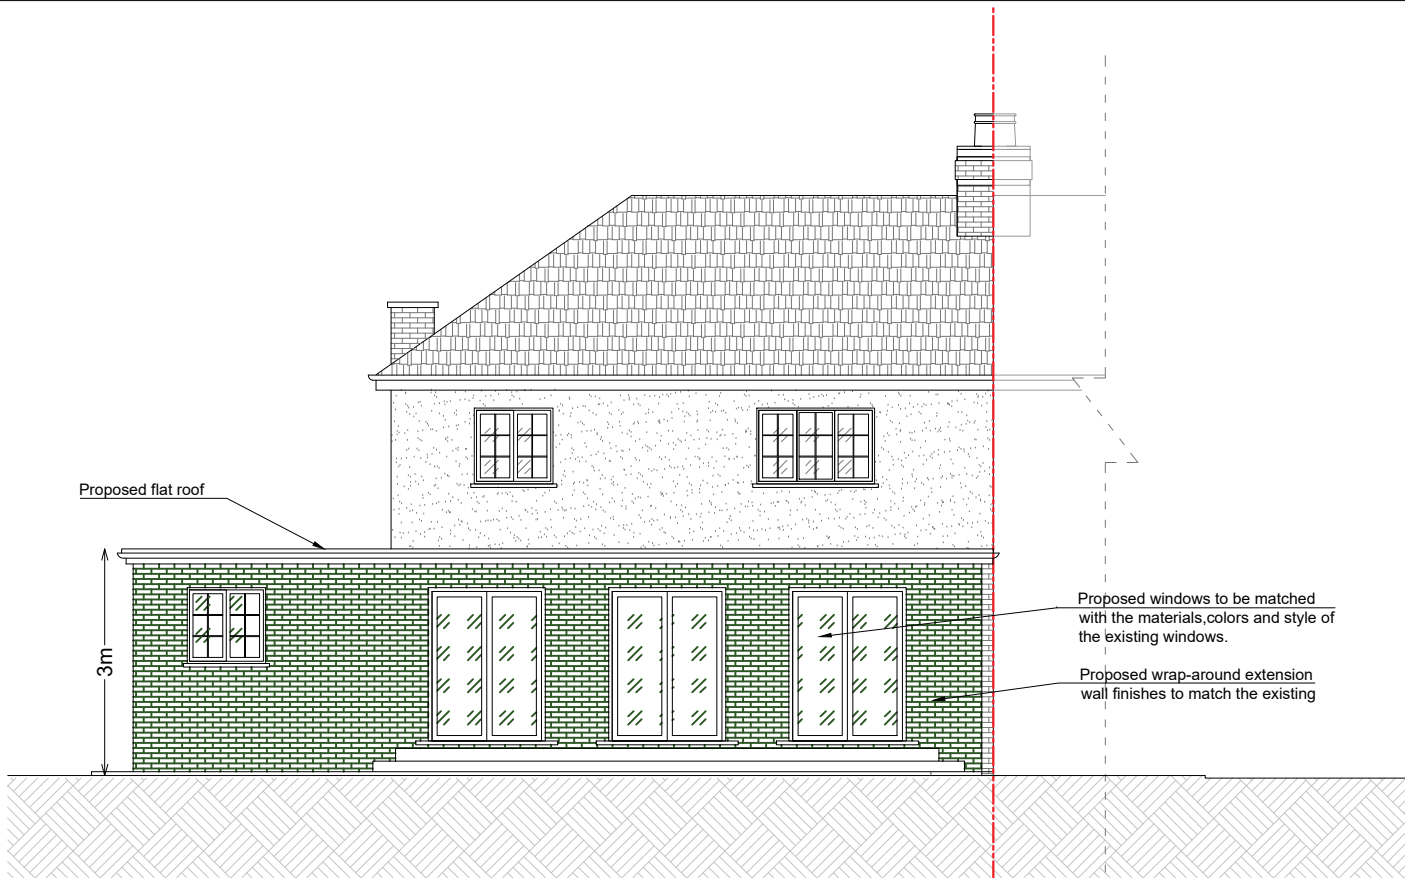 Proposed flat roof
3m
Proposed windows to be matched
with the materials,colors and style of
the existing windows.
Proposed wrap-around extension
wall finishes to match the existing